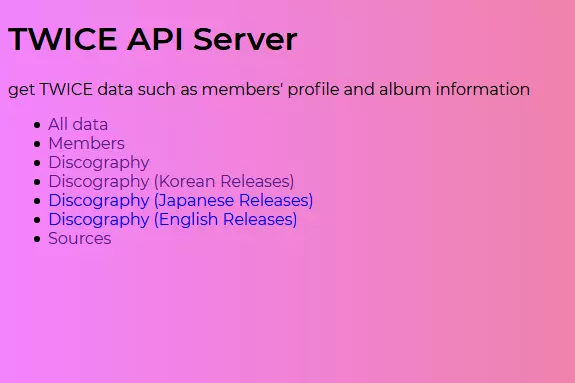 TWICE API Server
get TWICE data such as members' profile and album information
All data
Members
Discography
Discography (Korean Releases)
Discography (Japanese Releases)
Discography (English Releases)
Sources